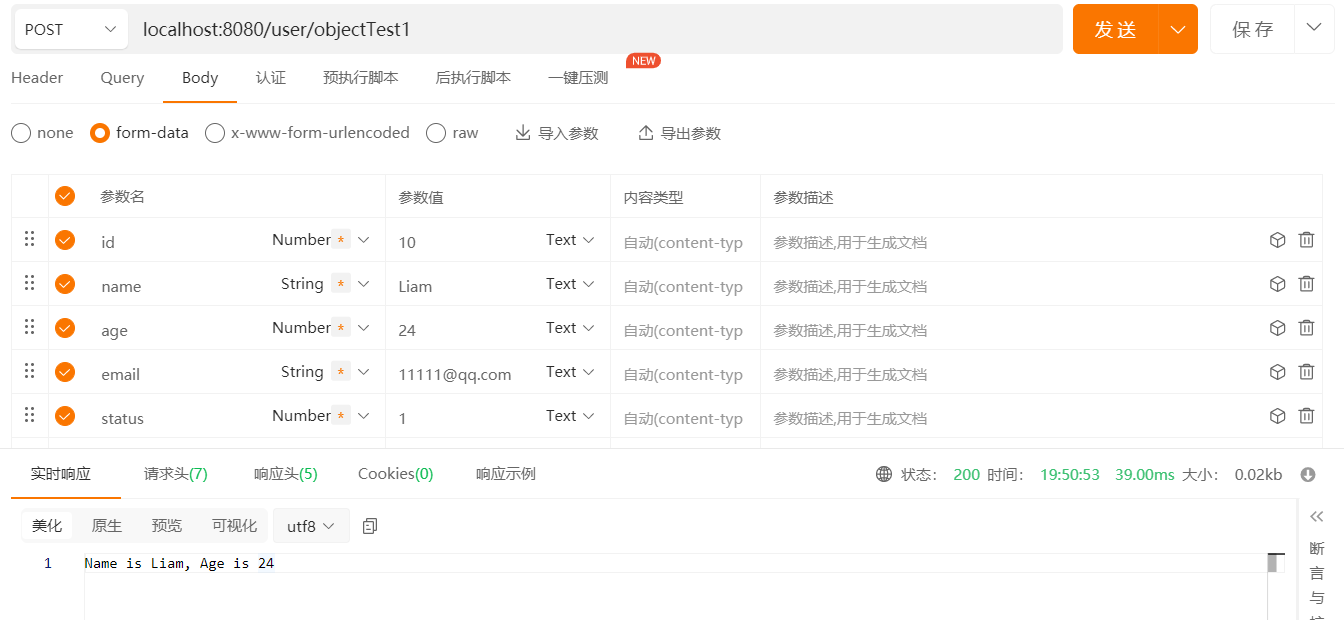 POST localhost:8080/user/objectTest1 发送 保存
NEW
Header Query Body 认证 预执行脚本 后执行脚本 一键压测
none form-data x-www-form-urlencoded raw 导入参数 导出参数
参数名 参数值 内容类型 参数描述
id Number * 10 Text 自动(content-typ 参数描述,用于生成文档
name String * Liam Text 自动(content-typ 参数描述,用于生成文档
age Number * 24 Text 自动(content-typ 参数描述,用于生成文档
email String * 11111@qq.com Text 自动(content-typ 参数描述,用于生成文档
status Number * 1 Text 自动(content-typ 参数描述,用于生成文档
实时响应 请求头(7) 响应头(5) Cookies(0) 响应示例 状态: 200 时间: 19:50:53 39.00ms 大小: 0.02kb
美化 原生 预览 可视化 utf8
1 Name is Liam, Age is 24
断
言
与